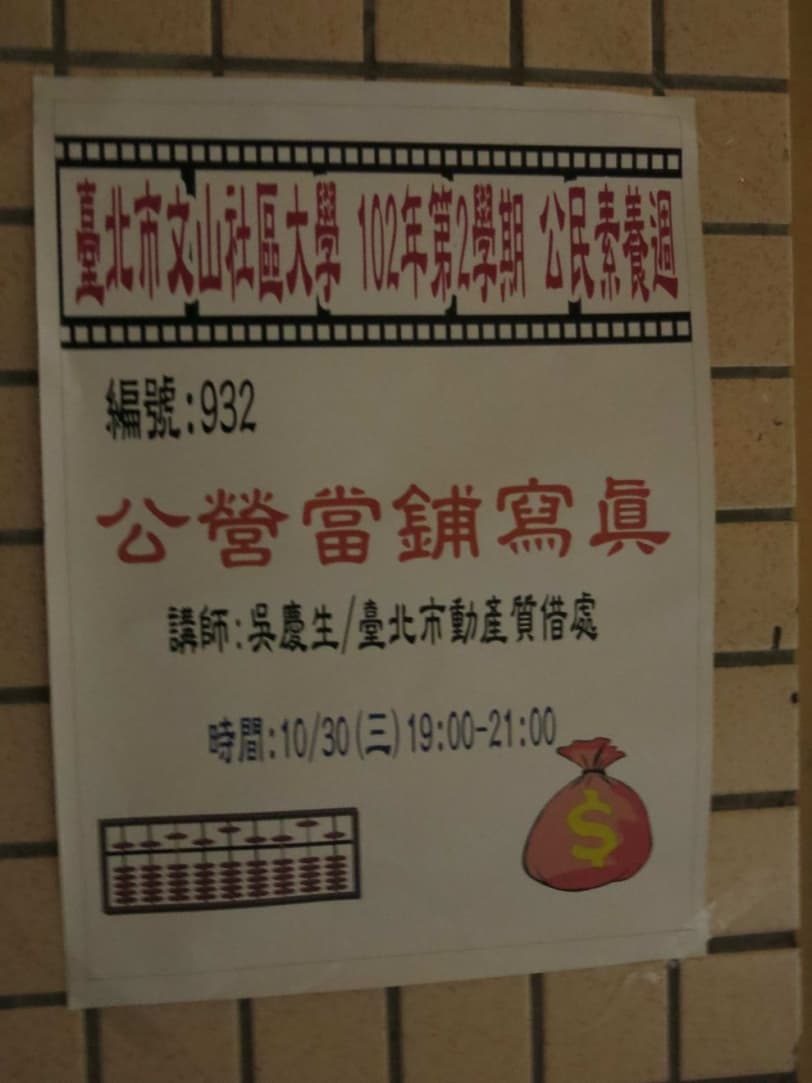 臺北市文山社區大學 102年第2學期 公民素養週
編號:932
公營當鋪寫真
講師:吳慶生/臺北市動產質借處
時間:10/30(三)19:00-21:00
$